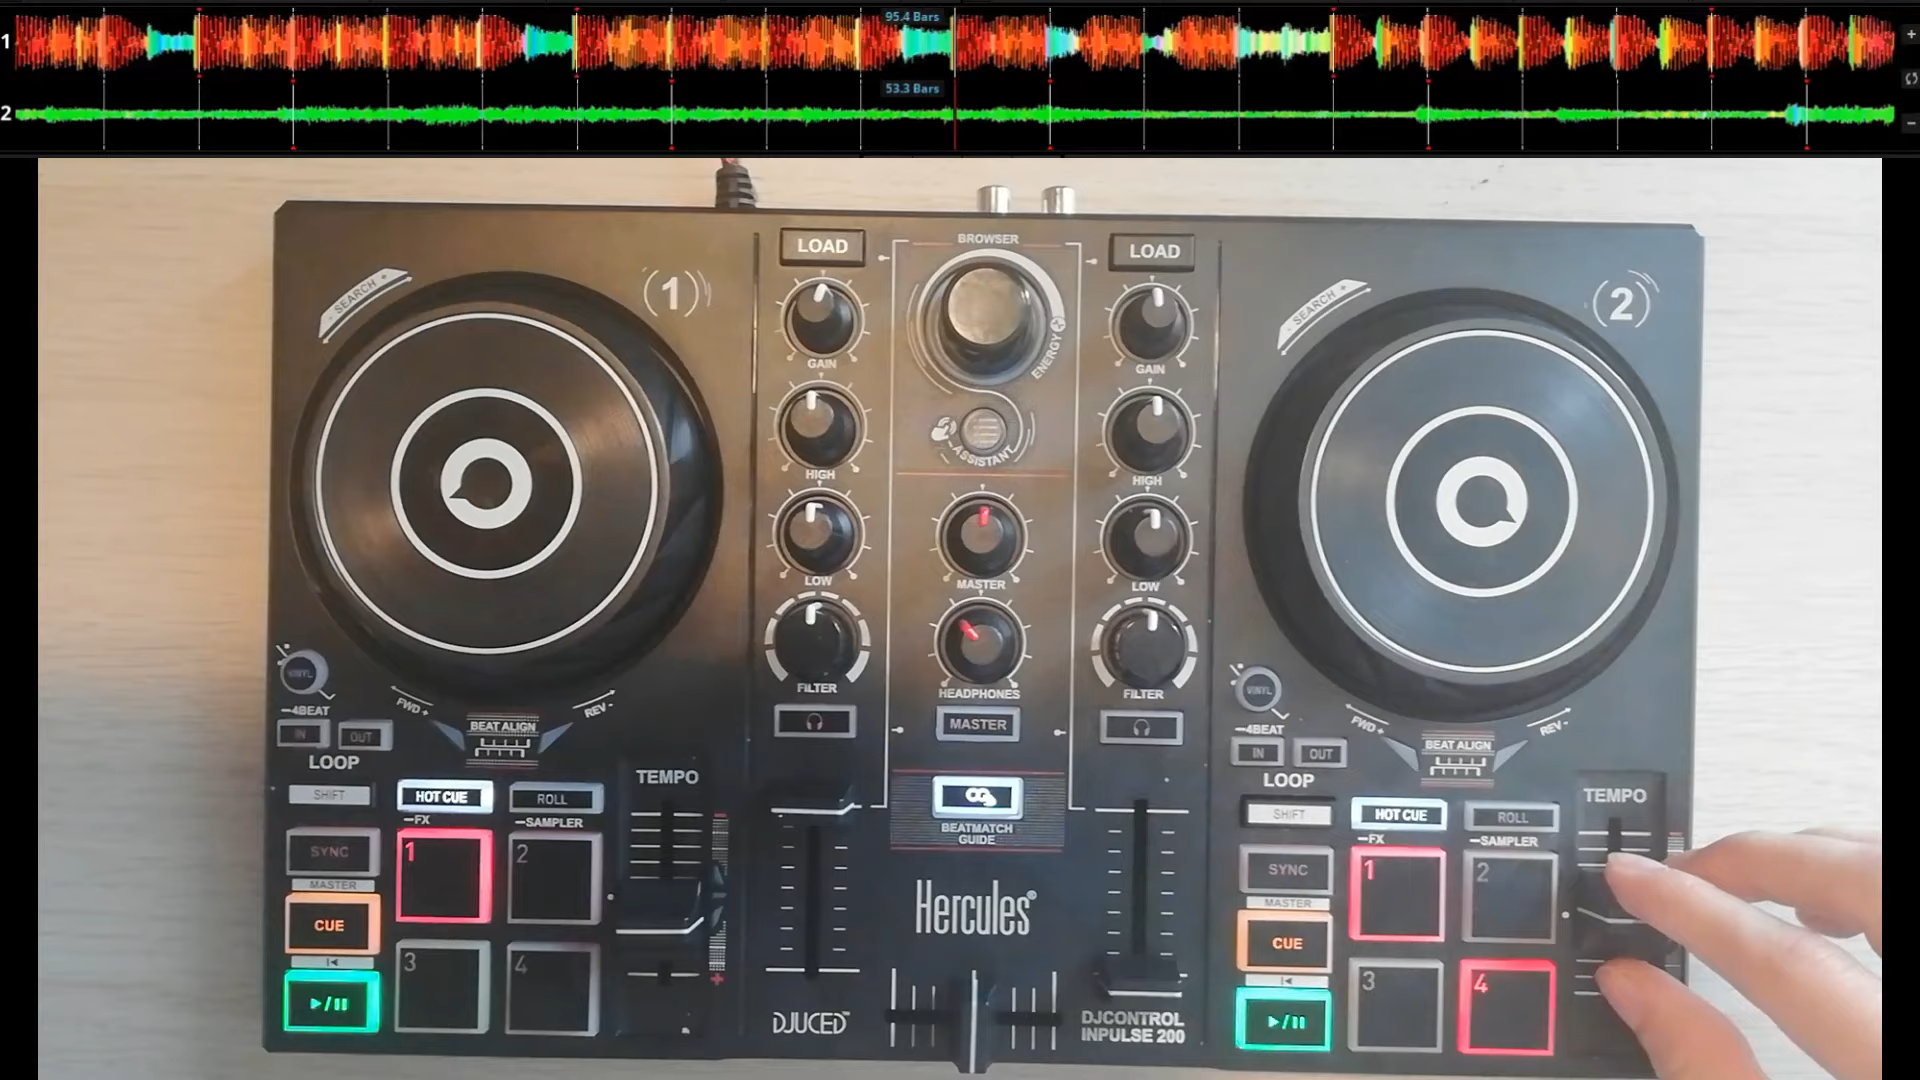 1
95.4 Bars
2
53.3 Bars
LOAD
BROWSER
LOAD
- SEARCH +
1
GAIN
ENERGY
GAIN
- SEARCH +
2
HIGH
ASSISTANT
HIGH
LOW
MASTER
LOW
FILTER
HEADPHONES
FILTER
VINYL
FWD +
REV -
4BEAT
IN
OUT
LOOP
BEAT ALIGN
MASTER
VINYL
FWD +
REV -
4BEAT
IN
OUT
LOOP
BEAT ALIGN
SHIFT
HOT CUE
ROLL
FX
SAMPLER
TEMPO
SYNC
MASTER
CUE
1
2
3
4
BEATMATCH
GUIDE
Hercules®
DJUCED™
DJCONTROL
INPULSE 200
SHIFT
HOT CUE
ROLL
FX
SAMPLER
TEMPO
SYNC
MASTER
CUE
1
2
3
4